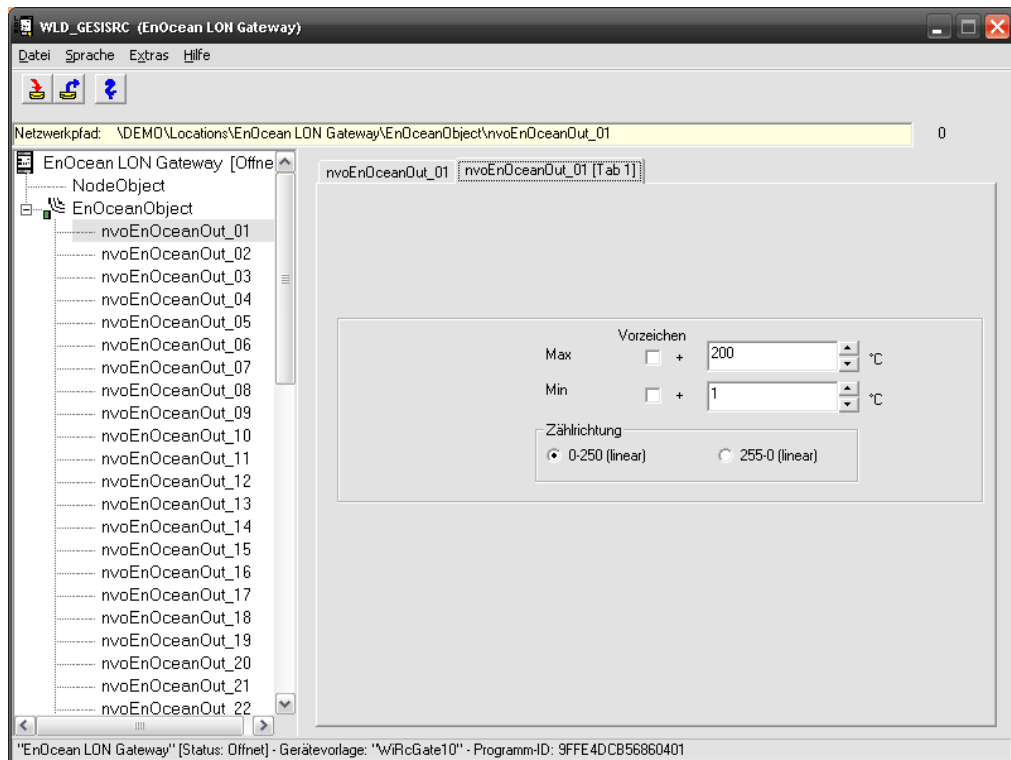 WLD_GESISRC (EnOcean LON Gateway)
Datei Sprache Extras Hilfe
Netzwerkpfad: \DEMO\Locations\EnOcean LON Gateway\EnOceanObject\nvoEnOceanOut_01 0
EnOcean LON Gateway [Offne
NodeObject
EnOceanObject
nvoEnOceanOut_01
nvoEnOceanOut_02
nvoEnOceanOut_03
nvoEnOceanOut_04
nvoEnOceanOut_05
nvoEnOceanOut_06
nvoEnOceanOut_07
nvoEnOceanOut_08
nvoEnOceanOut_09
nvoEnOceanOut_10
nvoEnOceanOut_11
nvoEnOceanOut_12
nvoEnOceanOut_13
nvoEnOceanOut_14
nvoEnOceanOut_15
nvoEnOceanOut_16
nvoEnOceanOut_17
nvoEnOceanOut_18
nvoEnOceanOut_19
nvoEnOceanOut_20
nvoEnOceanOut_21
nvoEnOceanOut_22
nvoEnOceanOut_01 nvoEnOceanOut_01 [Tab 1]
Vorzeichen
Max + 200 °C
Min + 1 °C
Zählrichtung
0-250 (linear) 255-0 (linear)
"EnOcean LON Gateway" [Status: Offnet] - Gerätevorlage: "WiRcGate10" - Programm-ID: 9FFE4DCB56860401